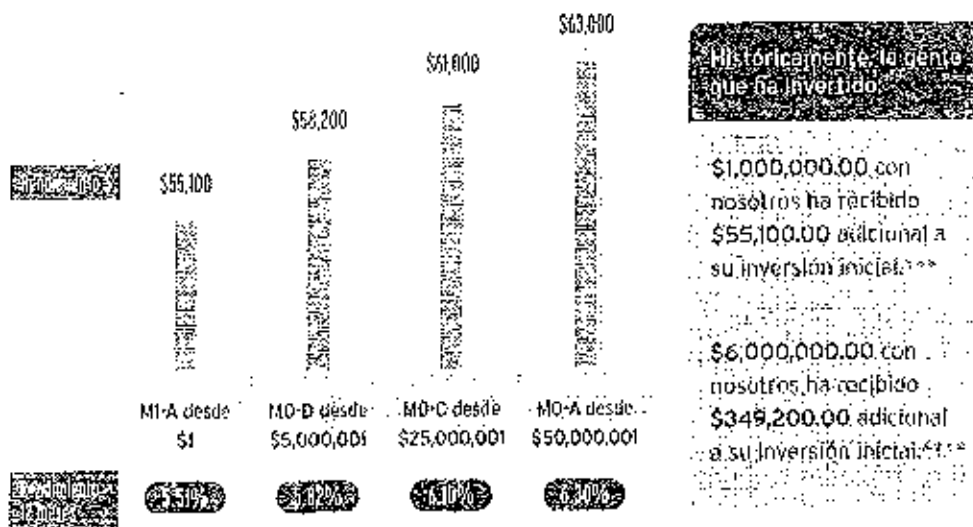 $63,000
$61,000
$58,200
$55,100
M1-A desde
$1
M0-D desde
$5,000,001
M0-C desde
$25,000,001
M0-A desde
$50,000,001
5.51%
5.82%
6.10%
6.30%
Históricamente, la gente
que ha invertido
$1,000,000.00 con
nosotros ha recibido
$55,100.00 adicional a
su inversión inicial.***
$6,000,000.00 con
nosotros ha recibido
$349,200.00 adicional
a su inversión inicial.****